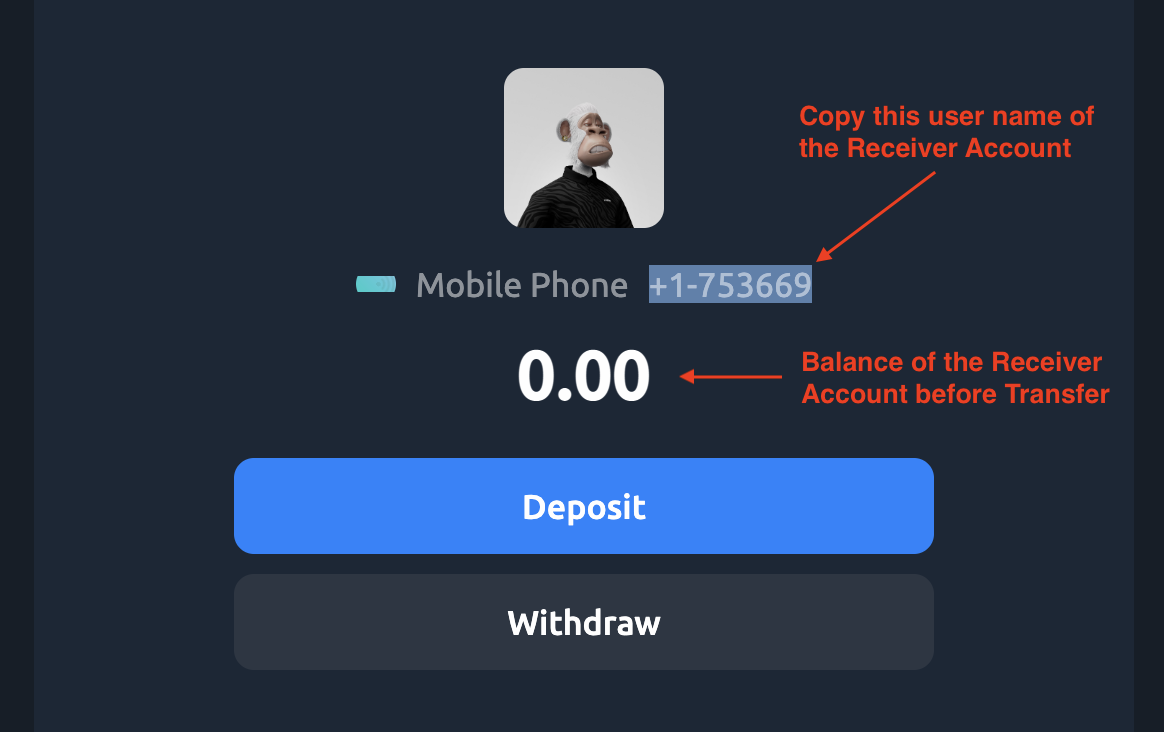 Copy this user name of
the Receiver Account
Mobile Phone +1-753669
0.00
Balance of the Receiver
Account before Transfer
Deposit
Withdraw